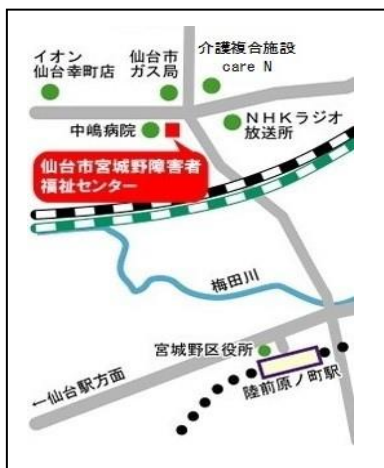 イオン
仙台幸町店
仙台市
ガス局
介護複合施設
care N
中嶋病院
NHKラジオ
放送所
仙台市宮城野障害者
福祉センター
梅田川
宮城野区役所
陸前原ノ町駅
←仙台駅方面